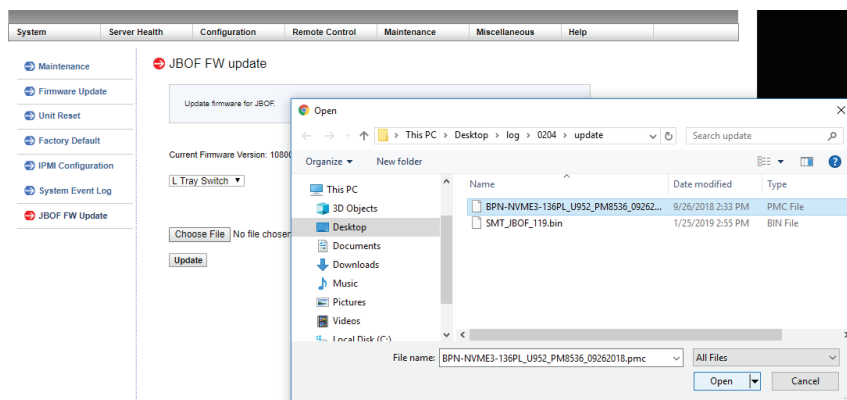 System Server Health Configuration Remote Control Maintenance Miscellaneous Help
Maintenance
Firmware Update
Unit Reset
Factory Default
IPMI Configuration
System Event Log
JBOF FW Update
JBOF FW update
Update firmware for JBOF.
Current Firmware Version: 1080
L Tray Switch
Choose File No file chosen
Update
Open
This PC > Desktop > log > 0204 > update
Search update
Organize New folder
This PC
3D Objects
Desktop
Documents
Downloads
Music
Pictures
Videos
Local Disk (C:)
Name Date modified Type
BPN-NVME3-136PL_U952_PM8536_09262... 9/26/2018 2:33 PM PMC File
SMT_JBOF_119.bin 1/25/2019 2:55 PM BIN File
File name: BPN-NVME3-136PL_U952_PM8536_09262018.pmc All Files
Open Cancel